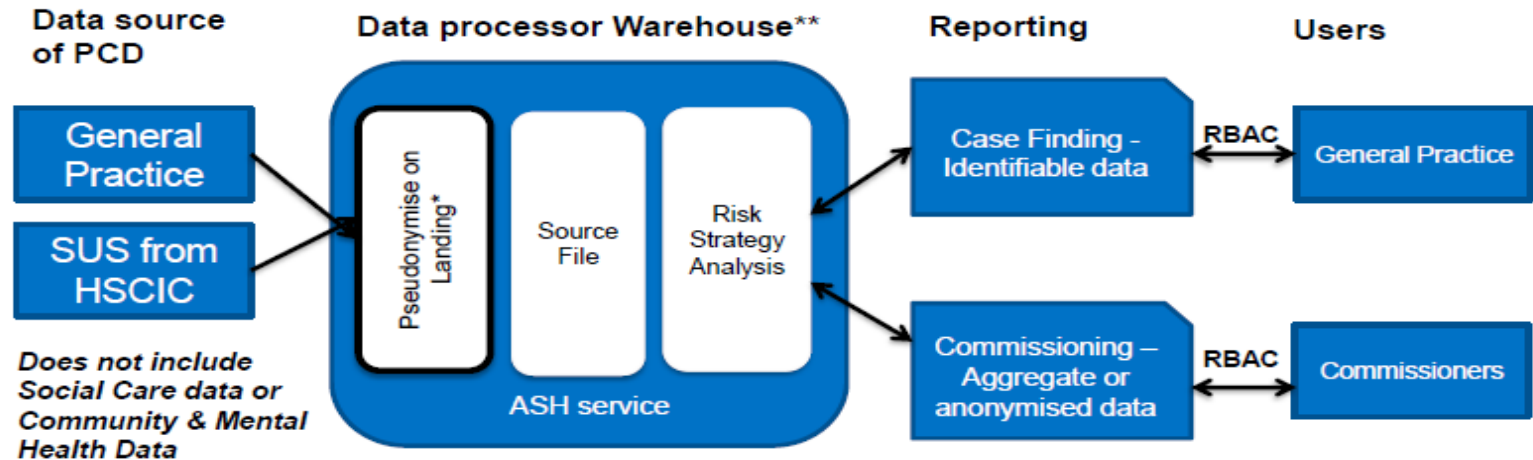 Data source
of PCD
Data processor Warehouse**
Reporting
Users
General
Practice
SUS from
HSCIC
Does not include
Social Care data or
Community & Mental
Health Data
Pseudonymise on
Landing*
Source
File
Risk
Strategy
Analysis
ASH service
Case Finding -
Identifiable data
RBAC
General Practice
Commissioning –
Aggregate or
anonymised data
RBAC
Commissioners